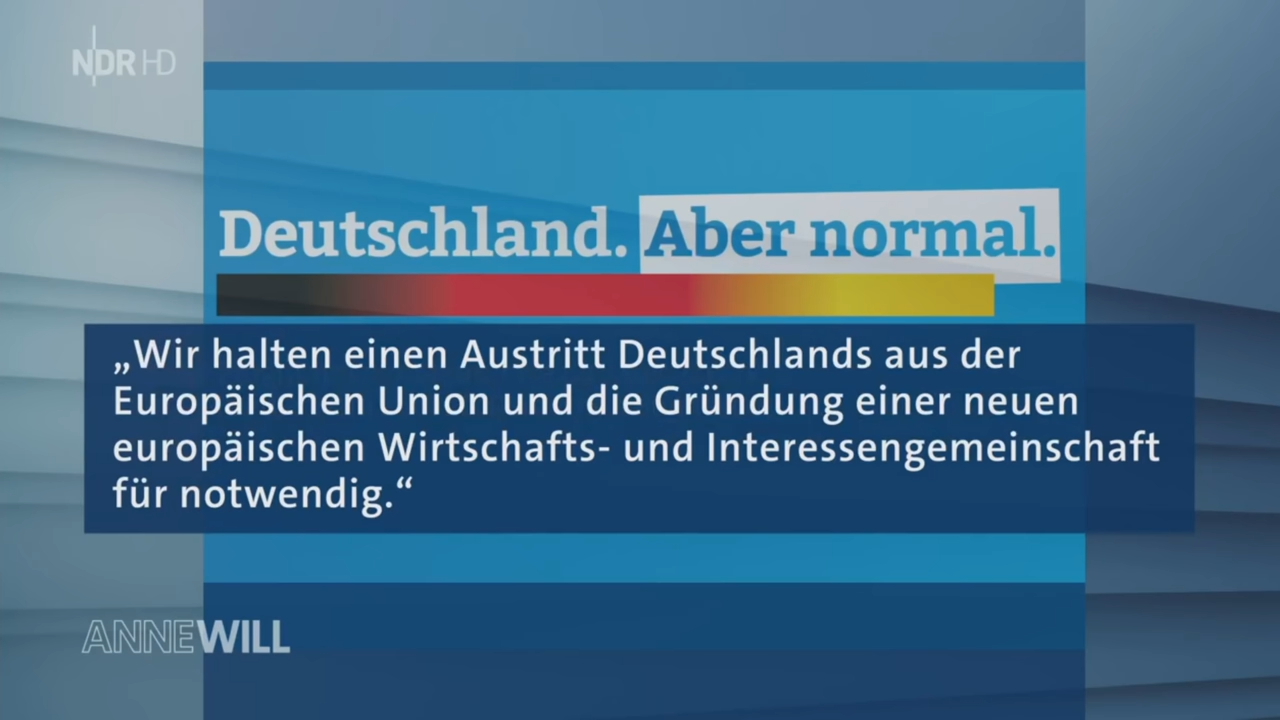 NDR HD
Deutschland. Aber normal.
„Wir halten einen Austritt Deutschlands aus der
Europäischen Union und die Gründung einer neuen
europäischen Wirtschafts- und Interessengemeinschaft
für notwendig.“
ANNEWILL